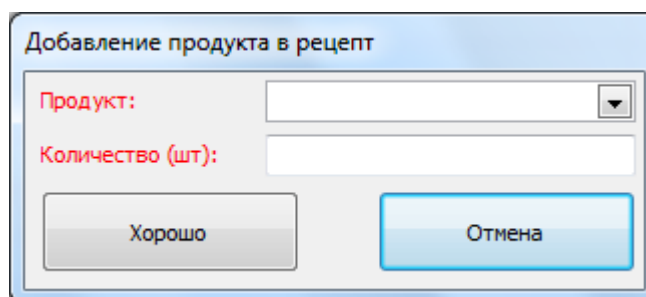 Добавление продукта в рецепт
Продукт:
Количество (шт):
Хорошо
Отмена